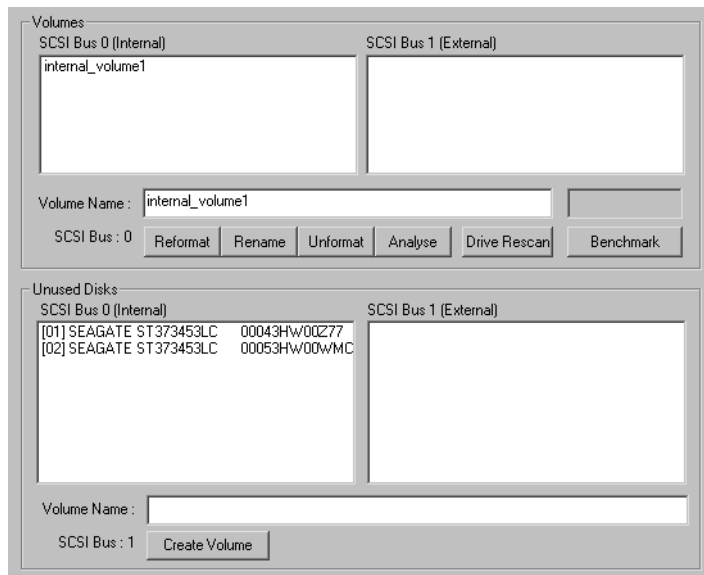 Volumes
SCSI Bus 0 (Internal) SCSI Bus 1 (External)
internal_volume1
Volume Name : internal_volume1
SCSI Bus : 0 Reformat Rename Unformat Analyse Drive Rescan Benchmark
Unused Disks
SCSI Bus 0 (Internal) SCSI Bus 1 (External)
[01] SEAGATE ST373453LC 00043HW00Z77
[02] SEAGATE ST373453LC 00053HW00WMC
Volume Name :
SCSI Bus : 1 Create Volume